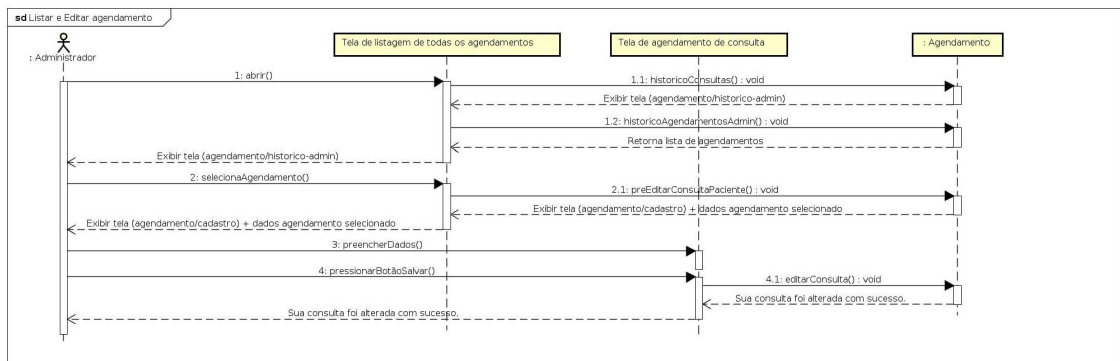 sd Listar e Editar agendamento
: Administrador
Tela de listagem de todas os agendamentos
Tela de agendamento de consulta
: Agendamento
1: abrir()
1.1: historicoConsultas() : void
Exibir tela (agendamento/historico-admin)
1.2: historicoAgendamentosAdmin() : void
Retorna lista de agendamentos
Exibir tela (agendamento/historico-admin)
2: selecionaAgendamento()
2.1: preEditarConsultaPaciente() : void
Exibir tela (agendamento/cadastro) + dados agendamento selecionado
Exibir tela (agendamento/cadastro) + dados agendamento selecionado
3: preencherDados()
4: pressionarBotãoSalvar()
4.1: editarConsulta() : void
Sua consulta foi alterada com sucesso.
Sua consulta foi alterada com sucesso.